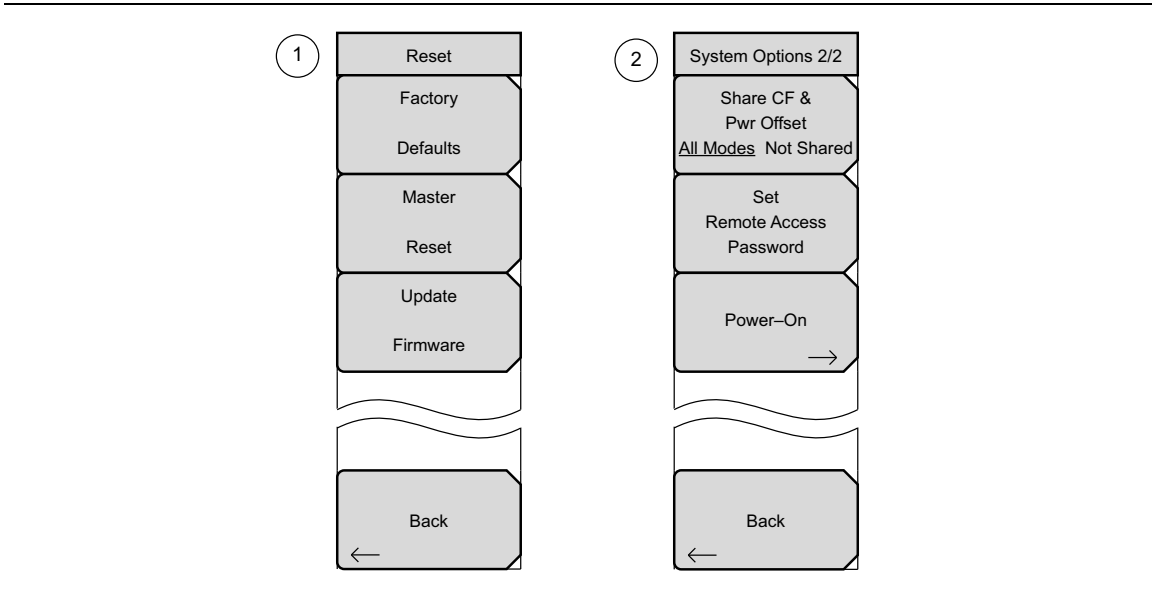 1
Reset
Factory
Defaults
Master
Reset
Update
Firmware
Back
2
System Options 2/2
Share CF &
Pwr Offset
All Modes Not Shared
Set
Remote Access
Password
Power–On
Back